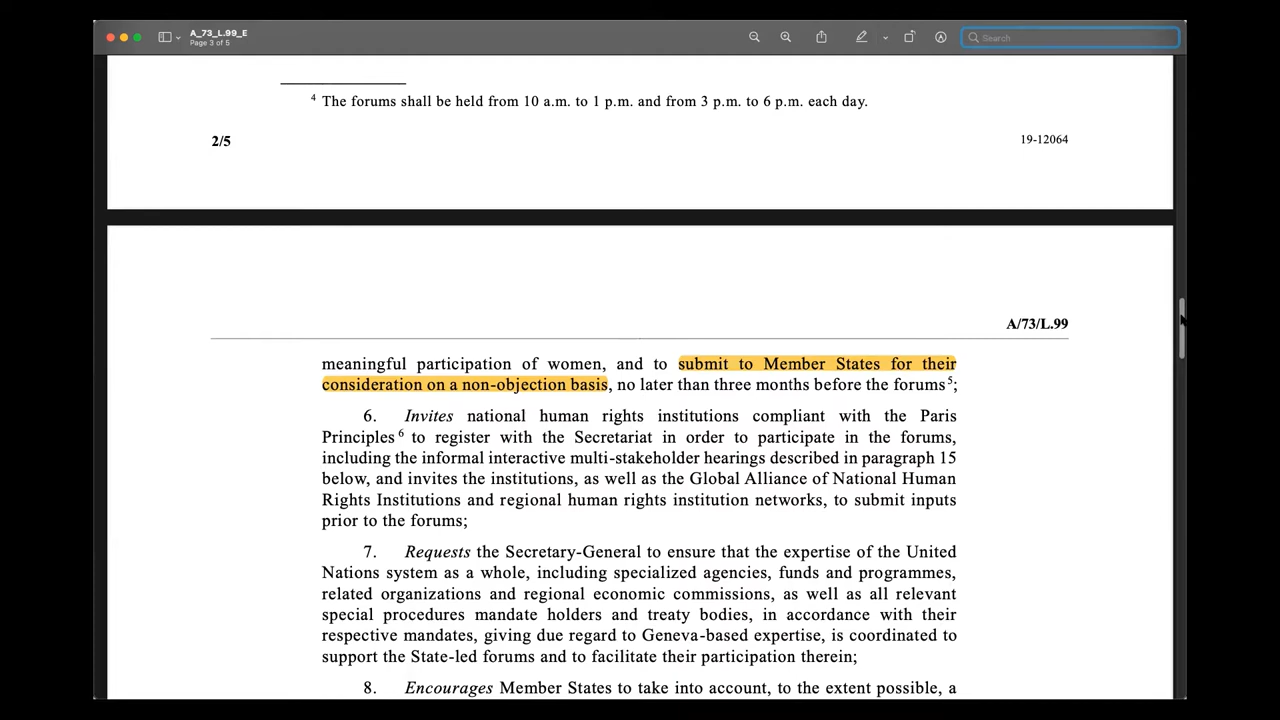 A_73_L.99_E
Page 3 of 5
Search
4 The forums shall be held from 10 a.m. to 1 p.m. and from 3 p.m. to 6 p.m. each day.
2/5
19-12064
A/73/L.99
meaningful participation of women, and to submit to Member States for their
consideration on a non-objection basis, no later than three months before the forums5;
6. Invites national human rights institutions compliant with the Paris
Principles6 to register with the Secretariat in order to participate in the forums,
including the informal interactive multi-stakeholder hearings described in paragraph 15
below, and invites the institutions, as well as the Global Alliance of National Human
Rights Institutions and regional human rights institution networks, to submit inputs
prior to the forums;
7. Requests the Secretary-General to ensure that the expertise of the United
Nations system as a whole, including specialized agencies, funds and programmes,
related organizations and regional economic commissions, as well as all relevant
special procedures mandate holders and treaty bodies, in accordance with their
respective mandates, giving due regard to Geneva-based expertise, is coordinated to
support the State-led forums and to facilitate their participation therein;
8. Encourages Member States to take into account, to the extent possible, a